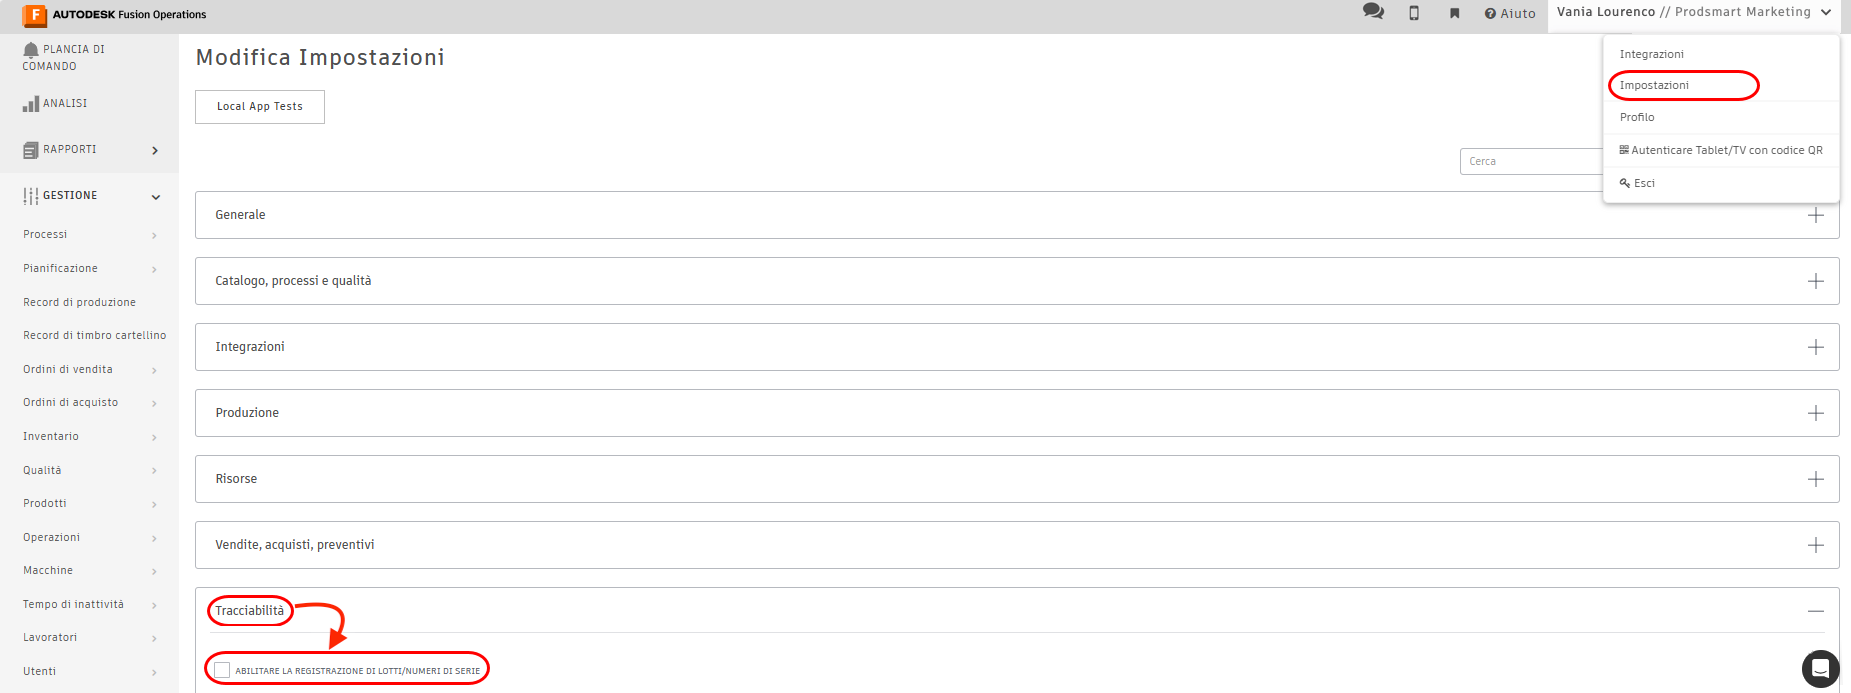 AUTODESK Fusion Operations
Aiuto
Vania Lourenco // Prodsmart Marketing
Integrazioni
Impostazioni
Profilo
Autenticare Tablet/TV con codice QR
Esci
PLANCIA DI
COMANDO
ANALISI
RAPPORTI
GESTIONE
Processi
Pianificazione
Record di produzione
Record di timbro cartellino
Ordini di vendita
Ordini di acquisto
Inventario
Qualità
Prodotti
Operazioni
Macchine
Tempo di inattività
Lavoratori
Utenti
Modifica Impostazioni
Local App Tests
Cerca
Generale
Catalogo, processi e qualità
Integrazioni
Produzione
Risorse
Vendite, acquisti, preventivi
Tracciabilità
ABILITARE LA REGISTRAZIONE DI LOTTI/NUMERI DI SERIE